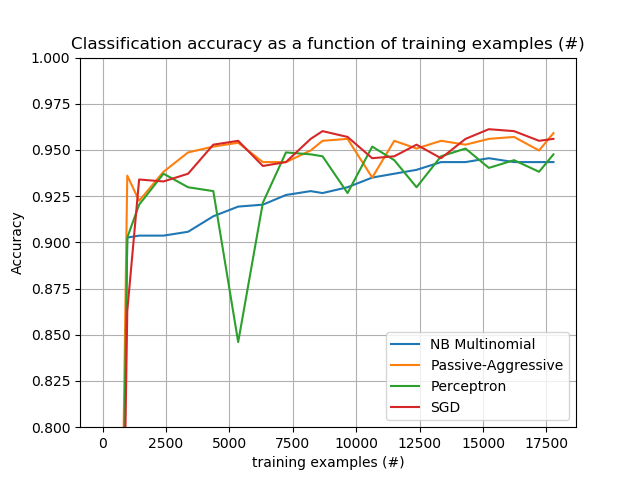 Classification accuracy as a function of training examples (#)
1.000
0.975
0.950
0.925
0.900
0.875
0.850
0.825
0.800
Accuracy
NB Multinomial
Passive-Aggressive
Perceptron
SGD
0 2500 5000 7500 10000 12500 15000 17500
training examples (#)